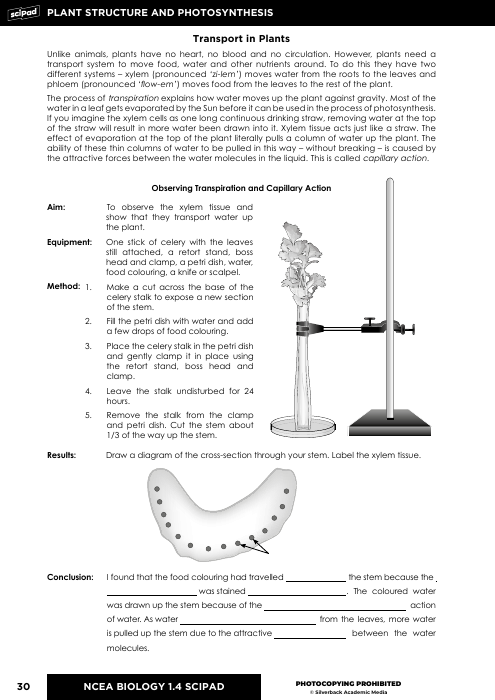 scipad PLANT STRUCTURE AND PHOTOSYNTHESIS
Transport in Plants
Unlike animals, plants have no heart, no blood and no circulation. However, plants need a
transport system to move food, water and other nutrients around. To do this they have two
different systems – xylem (pronounced ‘zi-lem’) moves water from the roots to the leaves and
phloem (pronounced ‘flow-em’) moves food from the leaves to the rest of the plant.
The process of transpiration explains how water moves up the plant against gravity. Most of the
water in a leaf gets evaporated by the Sun before it can be used in the process of photosynthesis.
If you imagine the xylem cells as one long continuous drinking straw, removing water at the top
of the straw will result in more water been drawn into it. Xylem tissue acts just like a straw. The
effect of evaporation at the top of the plant literally pulls a column of water up the plant. The
ability of these thin columns of water to be pulled in this way – without breaking – is caused by
the attractive forces between the water molecules in the liquid. This is called capillary action.
Observing Transpiration and Capillary Action
Aim: To observe the xylem tissue and
show that they transport water up
the plant.
Equipment: One stick of celery with the leaves
still attached, a retort stand, boss
head and clamp, a petri dish, water,
food colouring, a knife or scalpel.
Method: 1. Make a cut across the base of the
celery stalk to expose a new section
of the stem.
2. Fill the petri dish with water and add
a few drops of food colouring.
3. Place the celery stalk in the petri dish
and gently clamp it in place using
the retort stand, boss head and
clamp.
4. Leave the stalk undisturbed for 24
hours.
5. Remove the stalk from the clamp
and petri dish. Cut the stem about
1/3 of the way up the stem.
Results: Draw a diagram of the cross-section through your stem. Label the xylem tissue.
Conclusion: I found that the food colouring had travelled ____________ the stem because the
____________ was stained ____________. The coloured water
was drawn up the stem because of the ____________ action
of water. As water ____________ from the leaves, more water
is pulled up the stem due to the attractive ____________ between the water
molecules.
30 NCEA BIOLOGY 1.4 SCIPAD PHOTOCOPYING PROHIBITED
© Silverback Academic Media